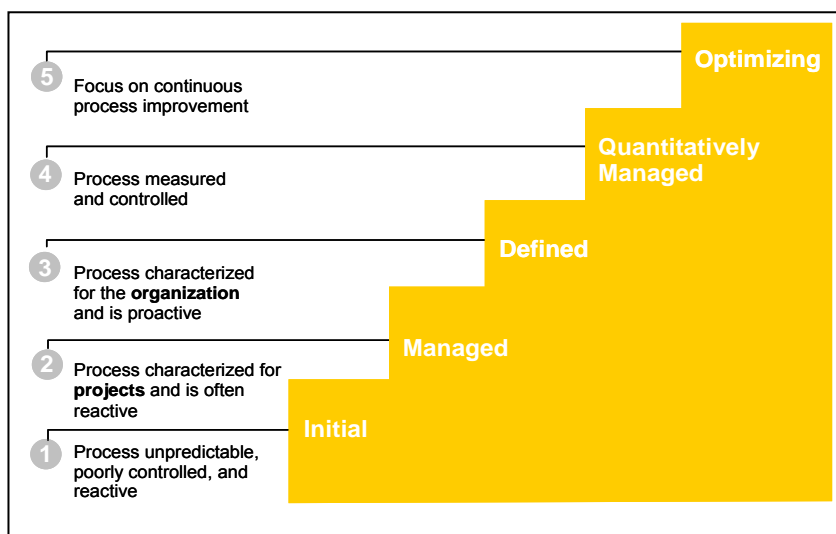 5
Optimizing
Focus on continuous
process improvement
4
Quantitatively
Managed
Process measured
and controlled
3
Defined
Process characterized
for the organization
and is proactive
2
Managed
Process characterized for
projects and is often
reactive
1
Initial
Process unpredictable,
poorly controlled, and
reactive